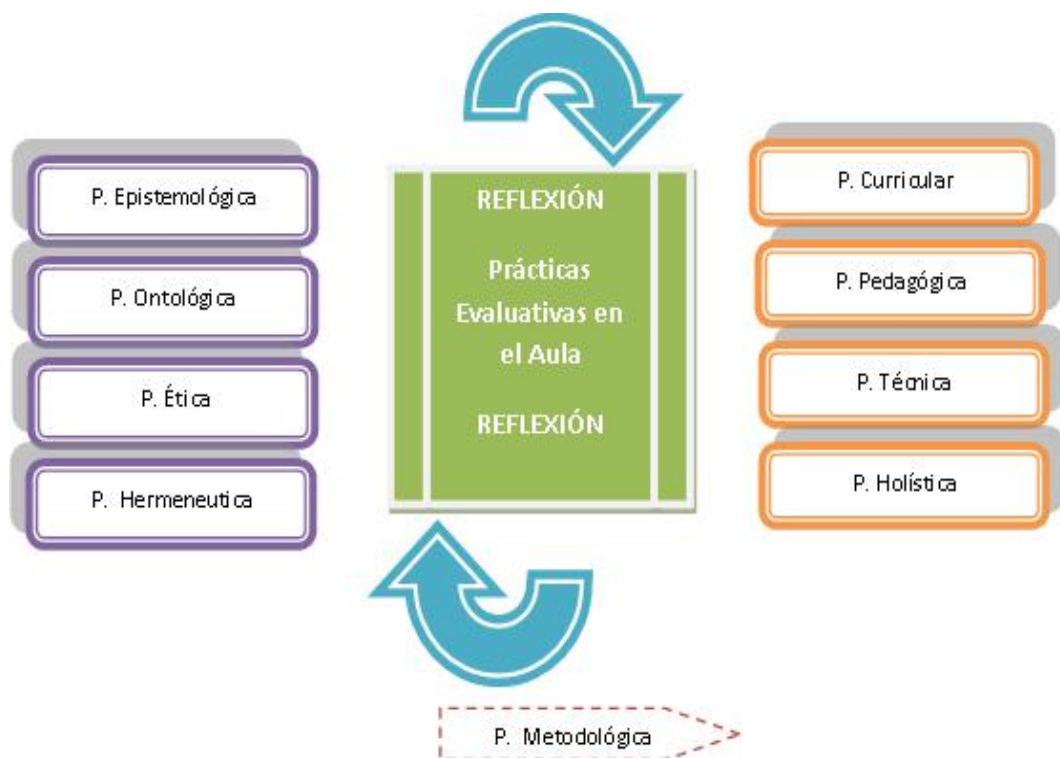 P. Epistemológica
P. Ontológica
P. Ética
P. Hermeneutica
REFLEXIÓN
Prácticas
Evaluativas en
el Aula
REFLEXIÓN
P. Curricular
P. Pedagógica
P. Técnica
P. Holística
P. Metodológica